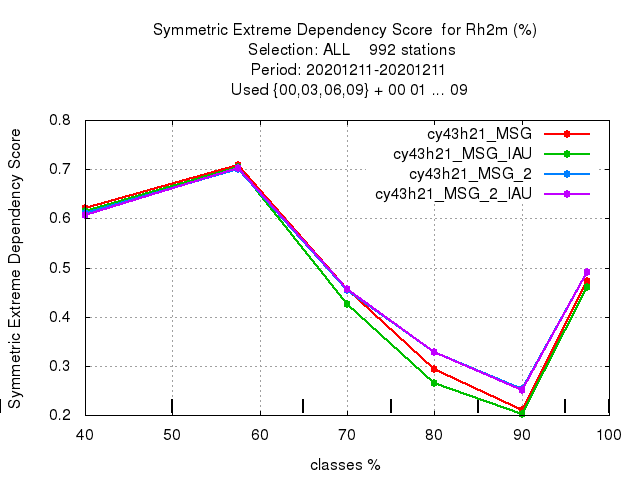 Symmetric Extreme Dependency Score  for Rh2m (%)
Selection: ALL    992 stations
Period: 20201211-20201211
Used {00,03,06,09} + 00 01 ... 09
Symmetric Extreme Dependency Score
0.8
0.7
0.6
0.5
0.4
0.3
0.2
cy43h21_MSG
cy43h21_MSG_IAU
cy43h21_MSG_2
cy43h21_MSG_2_IAU
40 50 60 70 80 90 100
classes %